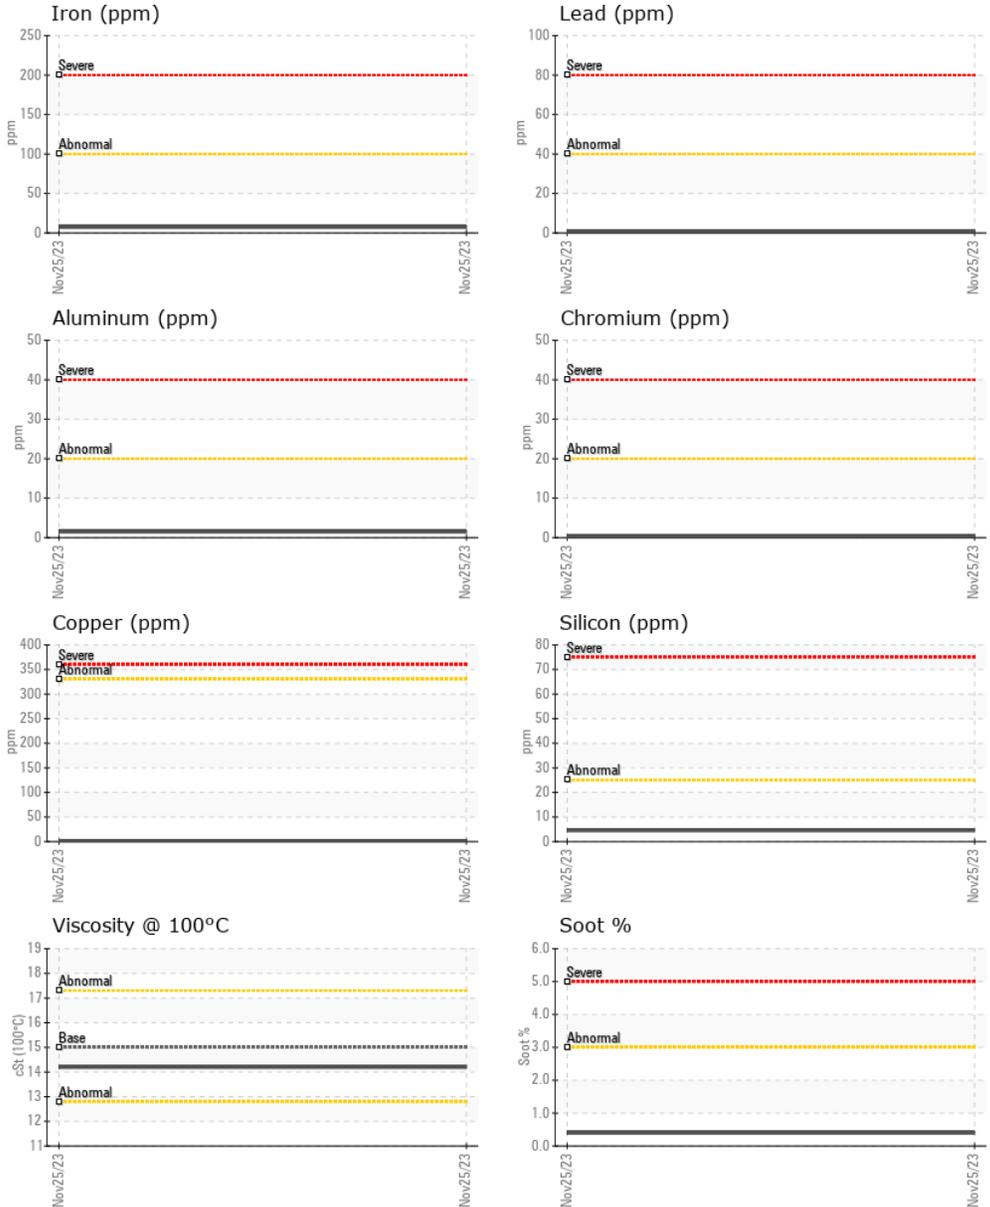 Iron (ppm)
250
200
150
100
50
0
ppm
Severe
Abnormal
Nov25/23
Nov25/23
Lead (ppm)
100
80
60
40
20
0
ppm
Severe
Abnormal
Nov25/23
Nov25/23
Aluminum (ppm)
50
40
30
20
10
0
ppm
Severe
Abnormal
Nov25/23
Nov25/23
Chromium (ppm)
50
40
30
20
10
0
ppm
Severe
Abnormal
Nov25/23
Nov25/23
Copper (ppm)
400
350
300
250
200
150
100
50
0
ppm
Severe
Abnormal
Nov25/23
Nov25/23
Silicon (ppm)
80
70
60
50
40
30
20
10
0
ppm
Severe
Abnormal
Nov25/23
Nov25/23
Viscosity @ 100°C
19
18
17
16
15
14
13
12
11
cSt (100°C)
Abnormal
Base
Abnormal
Nov25/23
Nov25/23
Soot %
6.0
5.0
4.0
3.0
2.0
1.0
0.0
Soot %
Severe
Abnormal
Nov25/23
Nov25/23